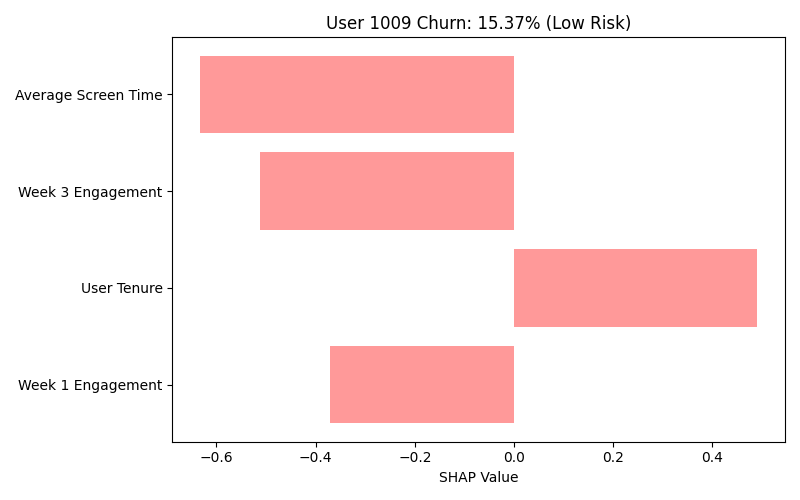 User 1009 Churn: 15.37% (Low Risk)
Average Screen Time
Week 3 Engagement
User Tenure
Week 1 Engagement
−0.6 −0.4 −0.2 0.0 0.2 0.4
SHAP Value